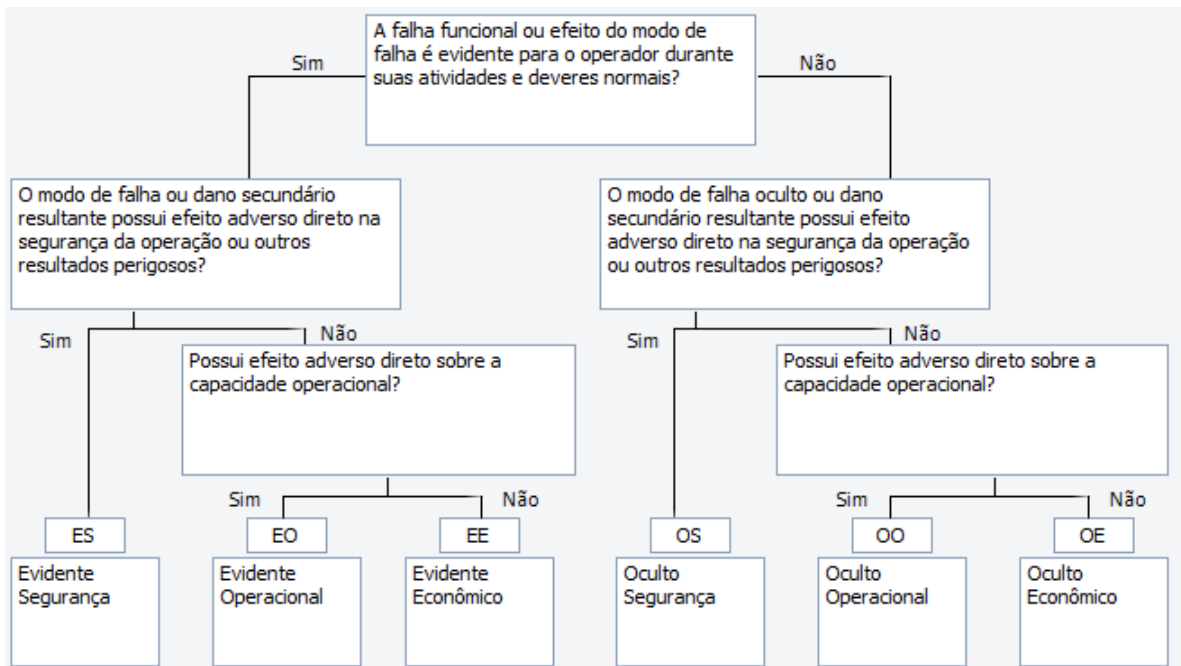 A falha funcional ou efeito do modo de
falha é evidente para o operador durante
suas atividades e deveres normais?
Sim
Não
O modo de falha ou dano secundário
resultante possui efeito adverso direto na
segurança da operação ou outros
resultados perigosos?
O modo de falha oculto ou dano
secundário resultante possui efeito
adverso direto na segurança da operação
ou outros resultados perigosos?
Sim
Não
Sim
Não
Possui efeito adverso direto sobre a
capacidade operacional?
Possui efeito adverso direto sobre a
capacidade operacional?
Sim
Não
Sim
Não
ES
EO
EE
OS
OO
OE
Evidente
Segurança
Evidente
Operacional
Evidente
Econômico
Oculto
Segurança
Oculto
Operacional
Oculto
Econômico